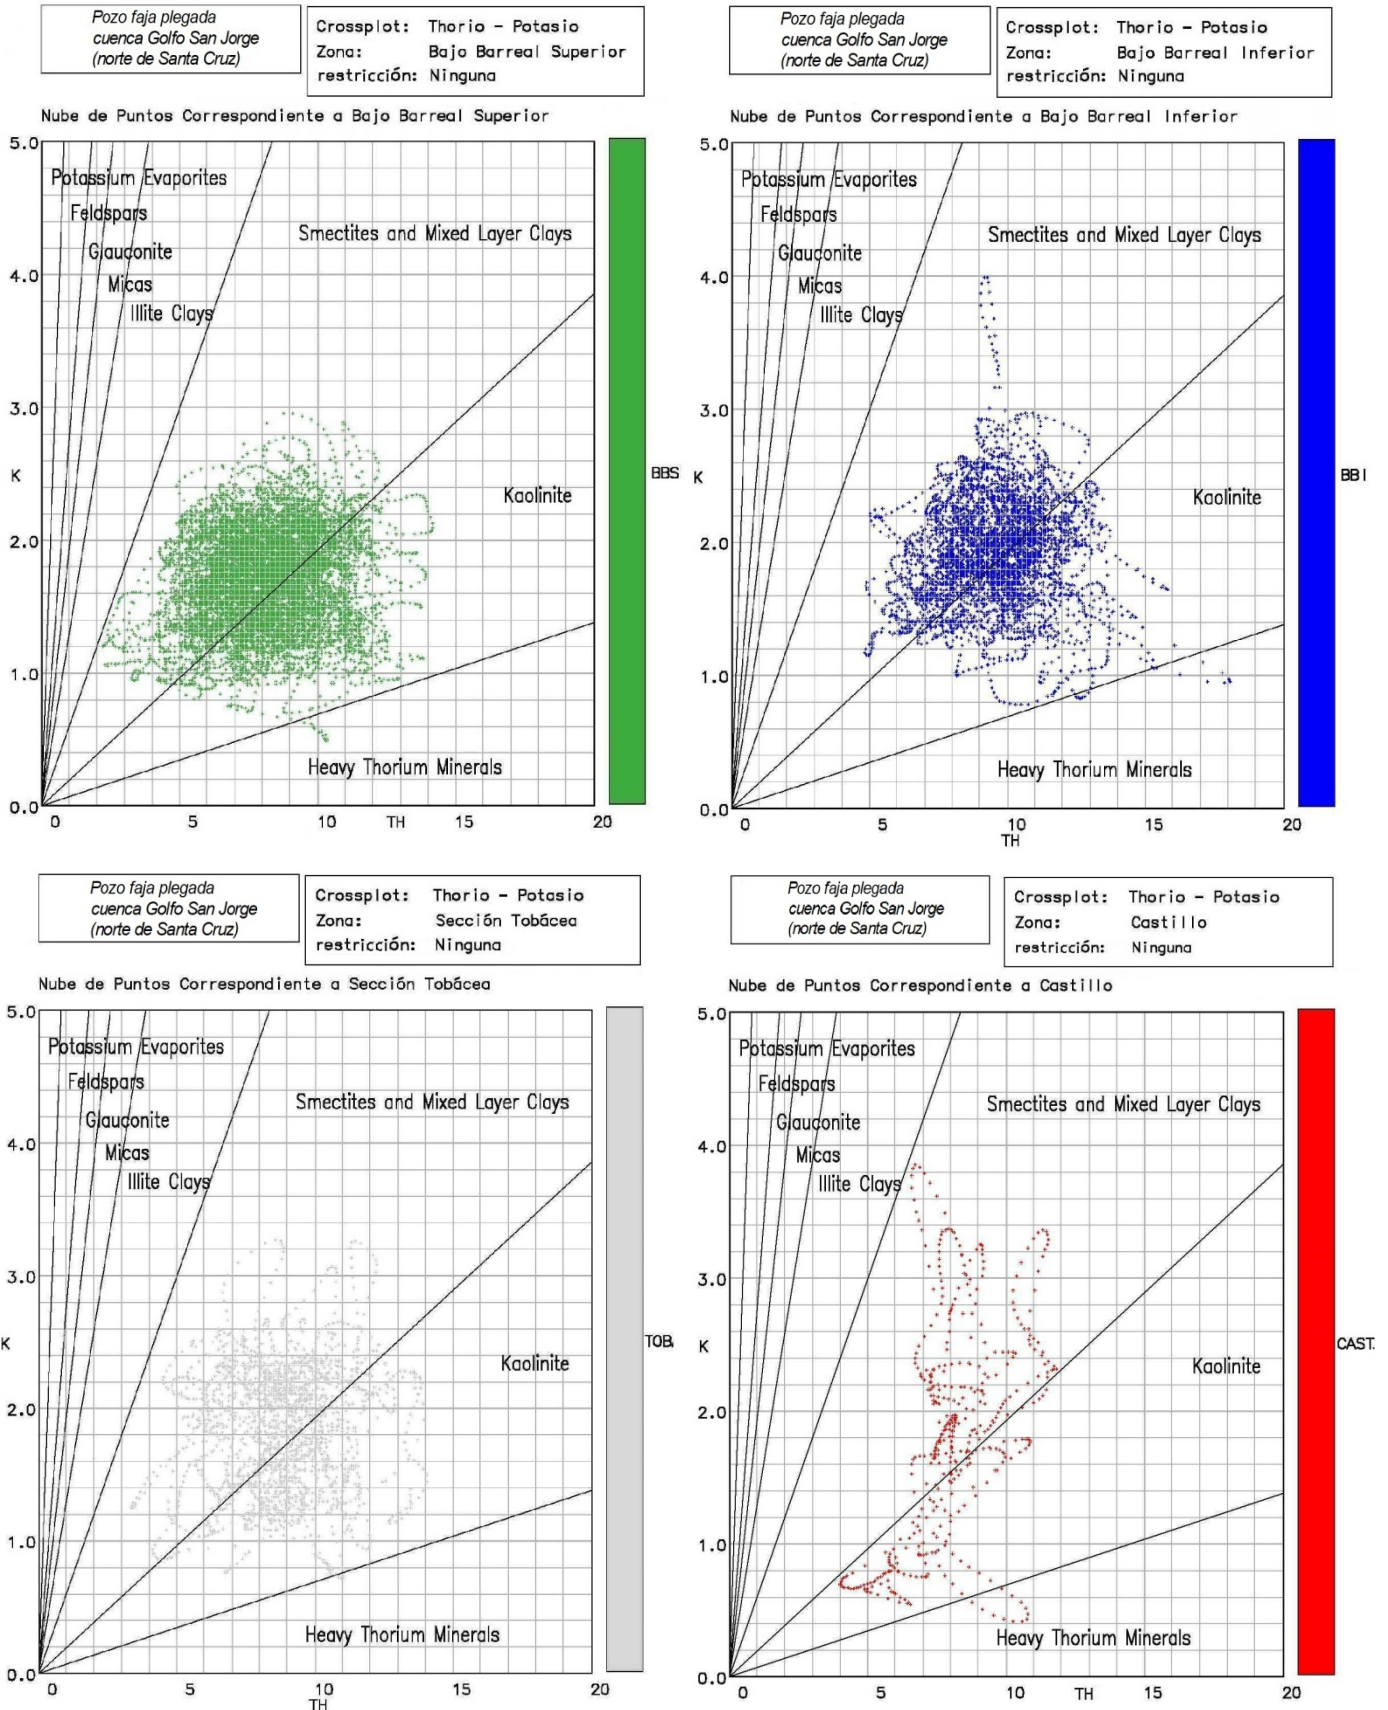 Pozo faja plegada
cuenca Golfo San Jorge
(norte de Santa Cruz)
Crossplot: Thorio - Potasio
Zona: Bajo Barreal Superior
restricción: Ninguna
Nube de Puntos Correspondiente a Bajo Barreal Superior
5.0
Potassium Evaporites
Feldspars
Smectites and Mixed Layer Clays
Glauconite
4.0
Micas
Illite Clays
3.0
K
BBS
Kaolinite
2.0
1.0
Heavy Thorium Minerals
0.0
0 5 10 TH 15 20
Pozo faja plegada
cuenca Golfo San Jorge
(norte de Santa Cruz)
Crossplot: Thorio - Potasio
Zona: Bajo Barreal Inferior
restricción: Ninguna
Nube de Puntos Correspondiente a Bajo Barreal Inferior
5.0
Potassium Evaporites
Feldspars
Smectites and Mixed Layer Clays
Glauconite
4.0
Micas
Illite Clays
3.0
K
BBI
Kaolinite
2.0
1.0
Heavy Thorium Minerals
0.0
0 5 10 15 20
TH
Pozo faja plegada
cuenca Golfo San Jorge
(norte de Santa Cruz)
Crossplot: Thorio - Potasio
Zona: Sección Tobácea
restricción: Ninguna
Nube de Puntos Correspondiente a Sección Tobácea
5.0
Potassium Evaporites
Feldspars
Smectites and Mixed Layer Clays
Glauconite
4.0
Micas
Illite Clays
3.0
K
TOB.
Kaolinite
2.0
1.0
Heavy Thorium Minerals
0.0
0 5 10 15 20
TH
Pozo faja plegada
cuenca Golfo San Jorge
(norte de Santa Cruz)
Crossplot: Thorio - Potasio
Zona: Castillo
restricción: Ninguna
Nube de Puntos Correspondiente a Castillo
5.0
Potassium Evaporites
Feldspars
Smectites and Mixed Layer Clays
Glauconite
4.0
Micas
Illite Clays
3.0
K
CAST.
Kaolinite
2.0
1.0
Heavy Thorium Minerals
0.0
0 5 10 TH 15 20